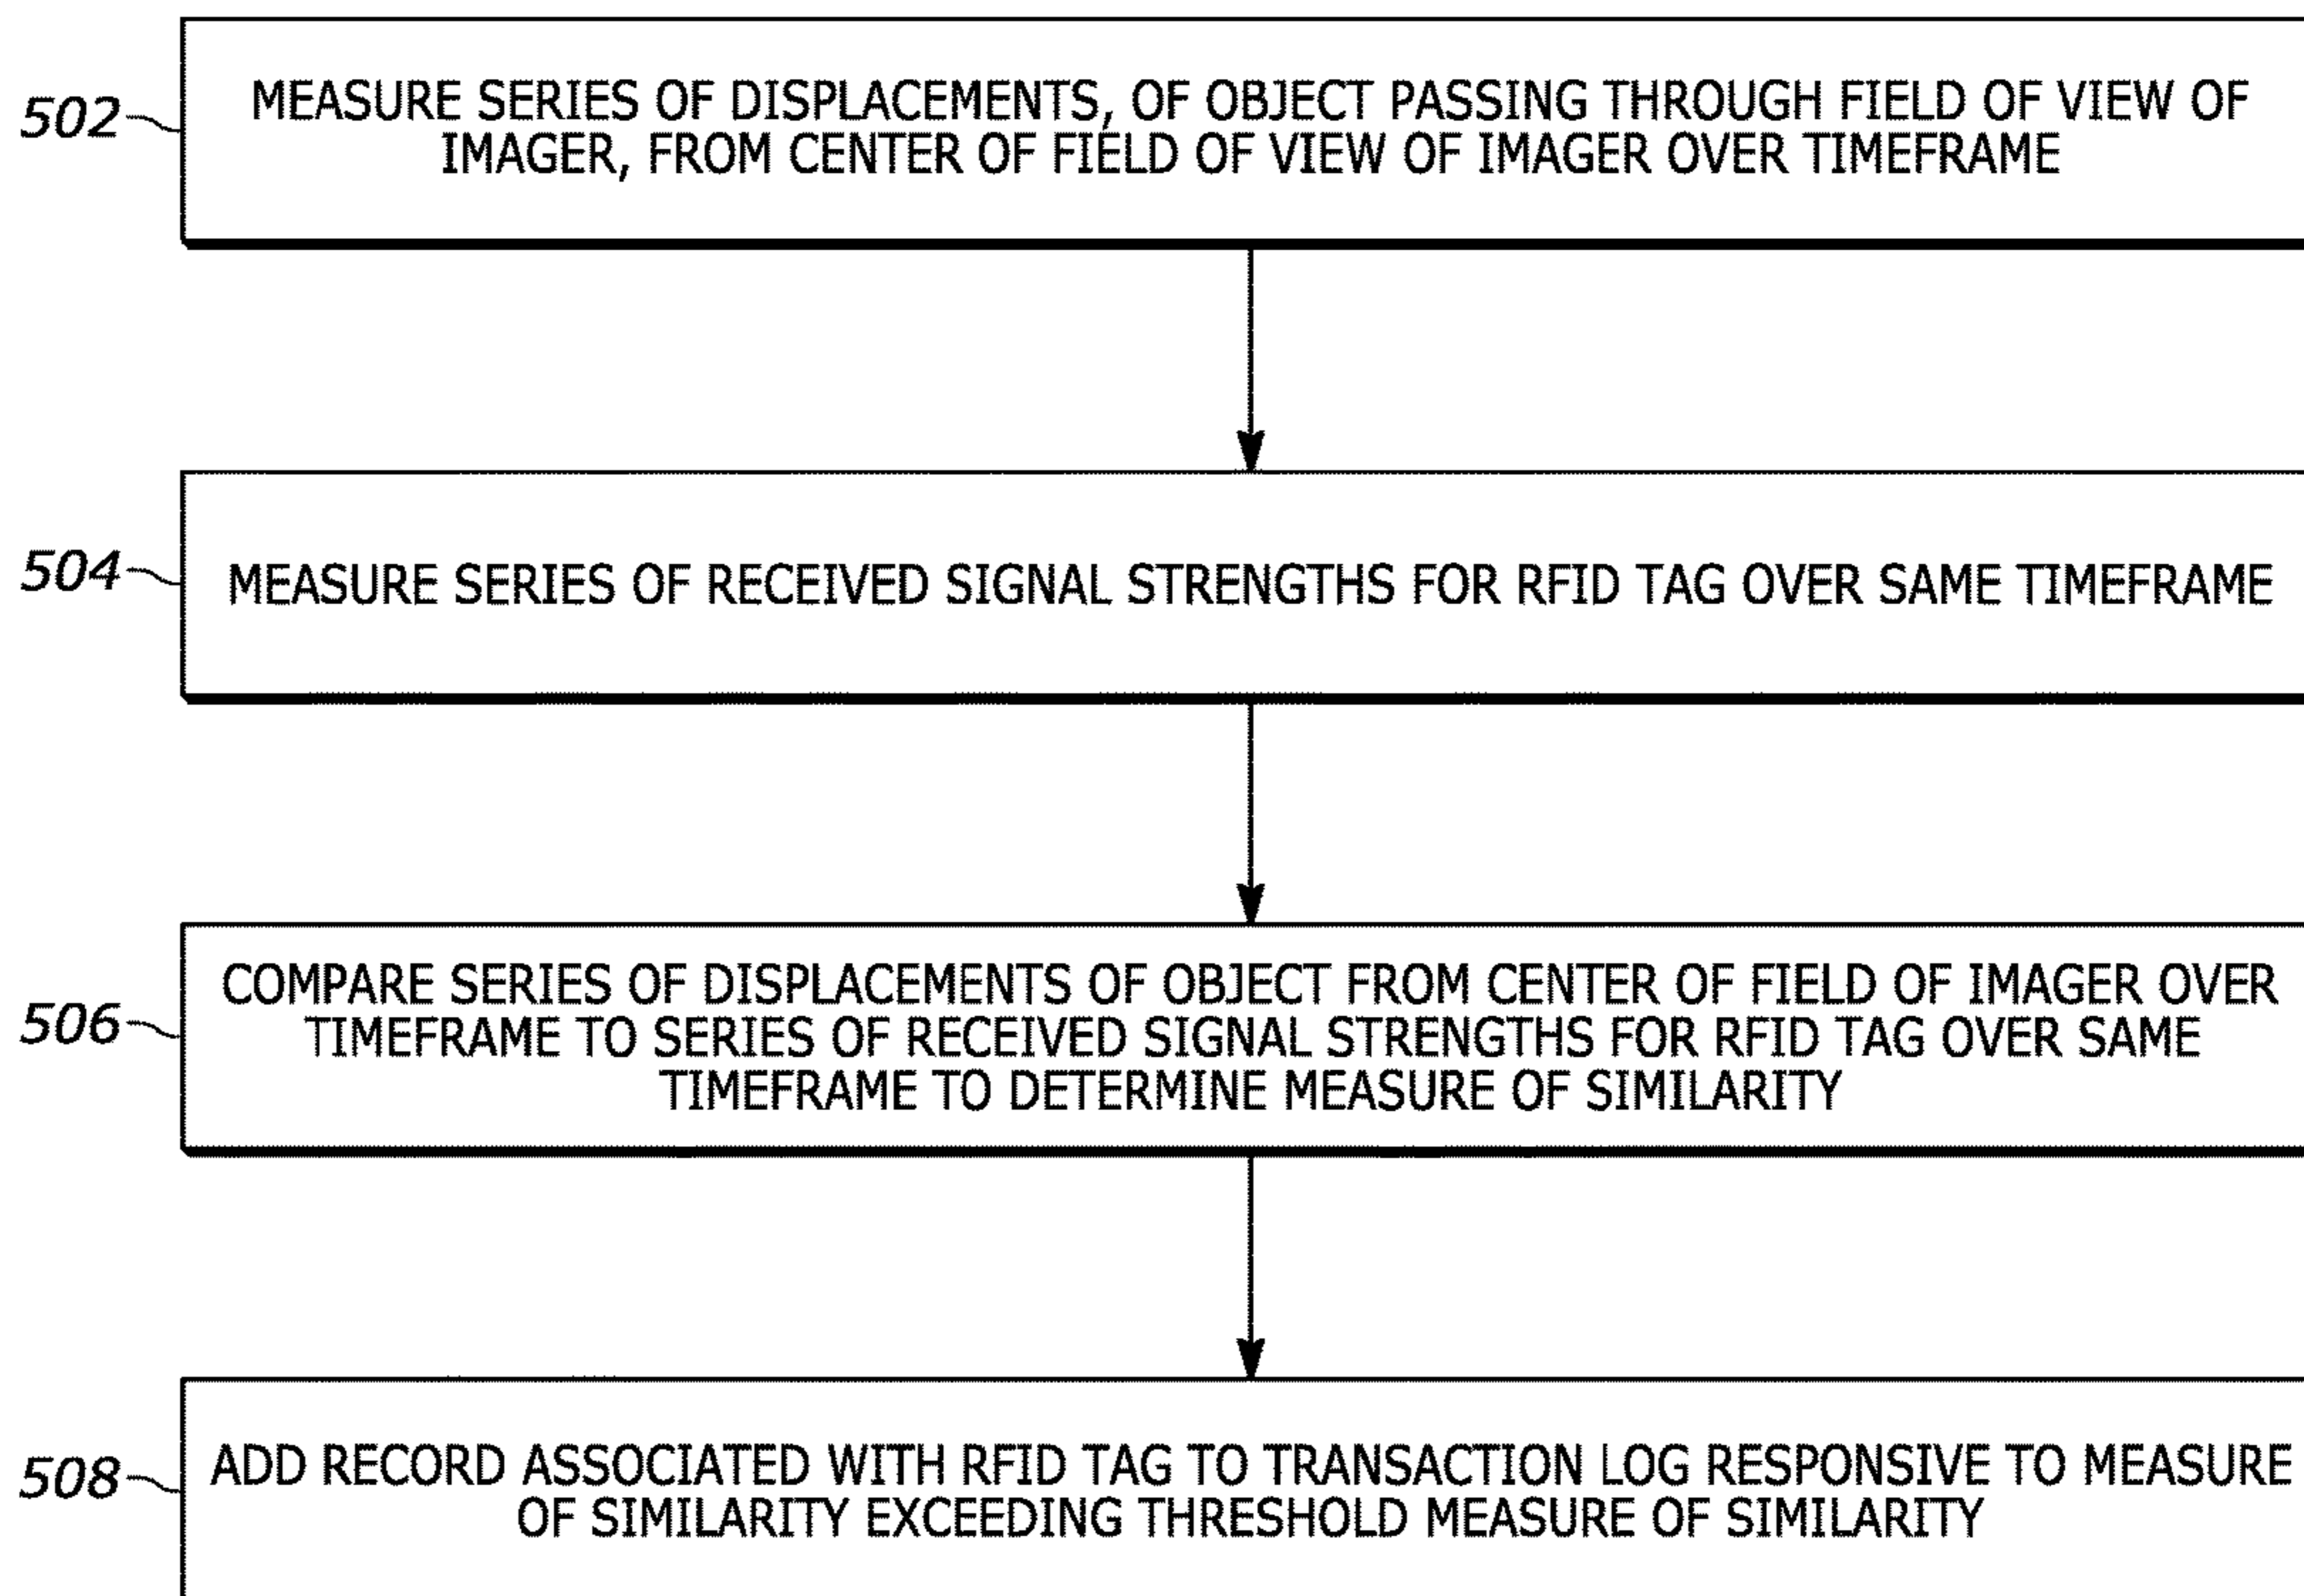 502
MEASURE SERIES OF DISPLACEMENTS, OF OBJECT PASSING THROUGH FIELD OF VIEW OF
IMAGER, FROM CENTER OF FIELD OF VIEW OF IMAGER OVER TIMEFRAME
504
MEASURE SERIES OF RECEIVED SIGNAL STRENGTHS FOR RFID TAG OVER SAME TIMEFRAME
506
COMPARE SERIES OF DISPLACEMENTS OF OBJECT FROM CENTER OF FIELD OF IMAGER OVER
TIMEFRAME TO SERIES OF RECEIVED SIGNAL STRENGTHS FOR RFID TAG OVER SAME
TIMEFRAME TO DETERMINE MEASURE OF SIMILARITY
508
ADD RECORD ASSOCIATED WITH RFID TAG TO TRANSACTION LOG RESPONSIVE TO MEASURE
OF SIMILARITY EXCEEDING THRESHOLD MEASURE OF SIMILARITY